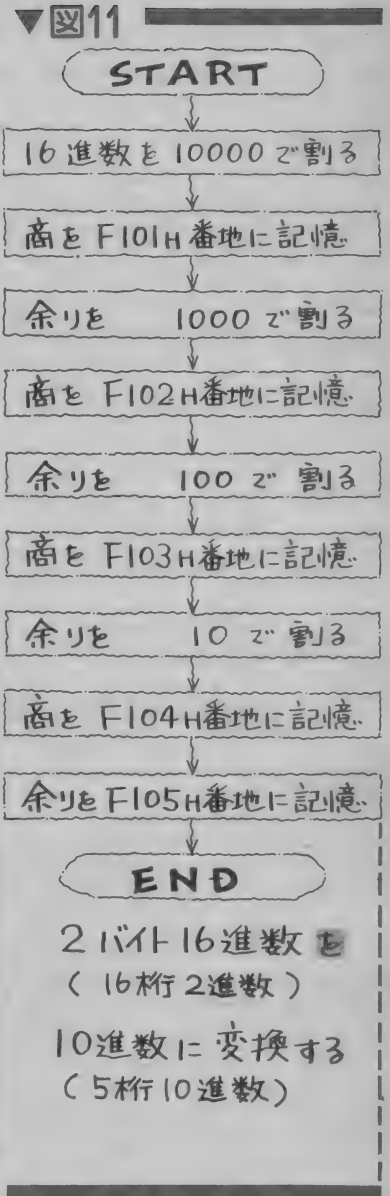 ▼図11
START
16進数を10000で割る
商をF101H番地に記憶
余りを 1000で割る
商をF102H番地に記憶
余りを 100で割る
商をF103H番地に記憶
余りを 10で割る
商をF104H番地に記憶
余りをF105H番地に記憶
END
2バイト16進数を
(16桁2進数)
10進数に変換する
(5桁10進数)